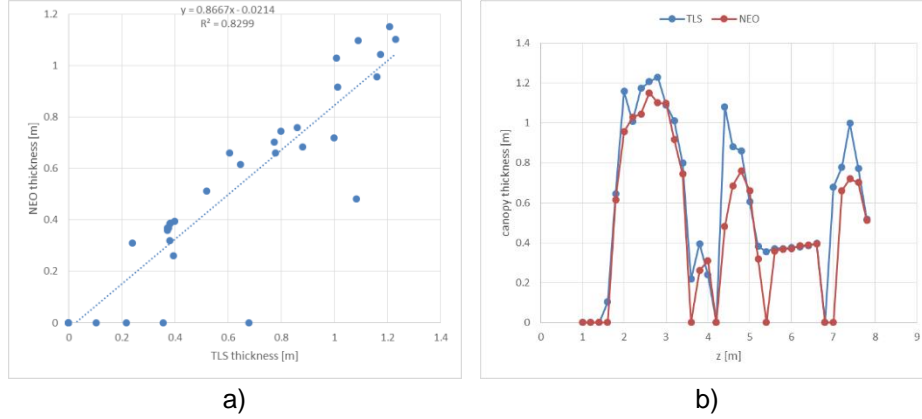 y = 0.8667x - 0.0214
R² = 0.8299
1.2
1
0.8
0.6
0.4
0.2
0
NEO thickness [m]
0 0.2 0.4 0.6 0.8 1 1.2 1.4
TLS thickness [m]
a)
TLS NEO
1.4
1.2
1
0.8
0.6
0.4
0.2
0
canopy thickness [m]
0 1 2 3 4 5 6 7 8 9
z [m]
b)